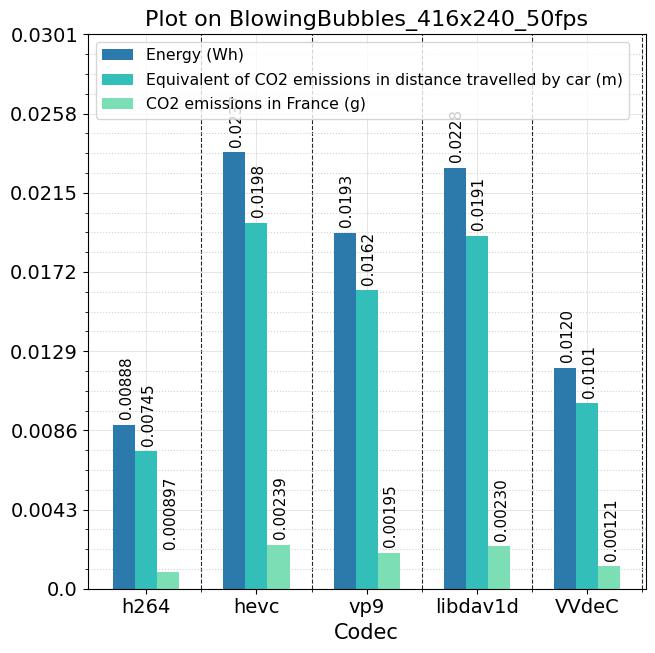 Plot on BlowingBubbles_416x240_50fps
0.0301
0.0258
0.0215
0.0172
0.0129
0.0086
0.0043
0.0
Energy (Wh)
Equivalent of CO2 emissions in distance travelled by car (m)
CO2 emissions in France (g)
0.00888
0.00745
0.000897
0.0198
0.00239
0.0193
0.0162
0.00195
0.0228
0.0191
0.00230
0.0120
0.0101
0.00121
h264
hevc
vp9
libdav1d
VVdeC
Codec